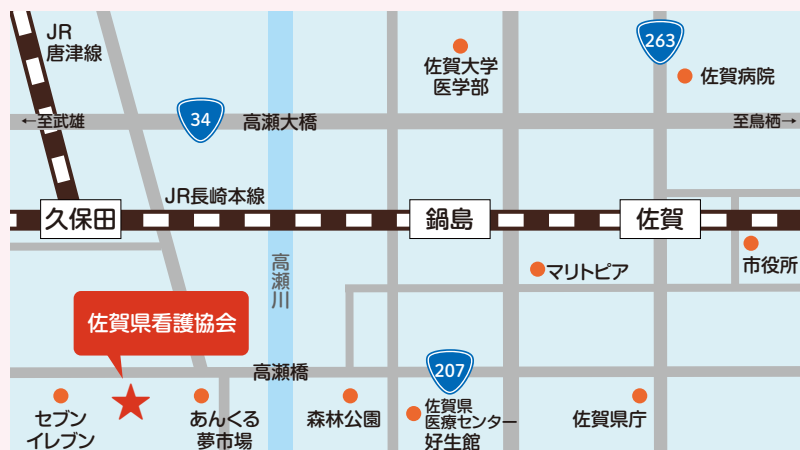 JR
唐津線
263
佐賀大学
医学部
佐賀病院
←至武雄
34
高瀬大橋
至鳥栖→
JR長崎本線
久保田
鍋島
佐賀
高瀬川
マリトピア
市役所
佐賀県看護協会
高瀬橋
207
セブン
イレブン
あんくる
夢市場
森林公園
佐賀県
医療センター
好生館
佐賀県庁